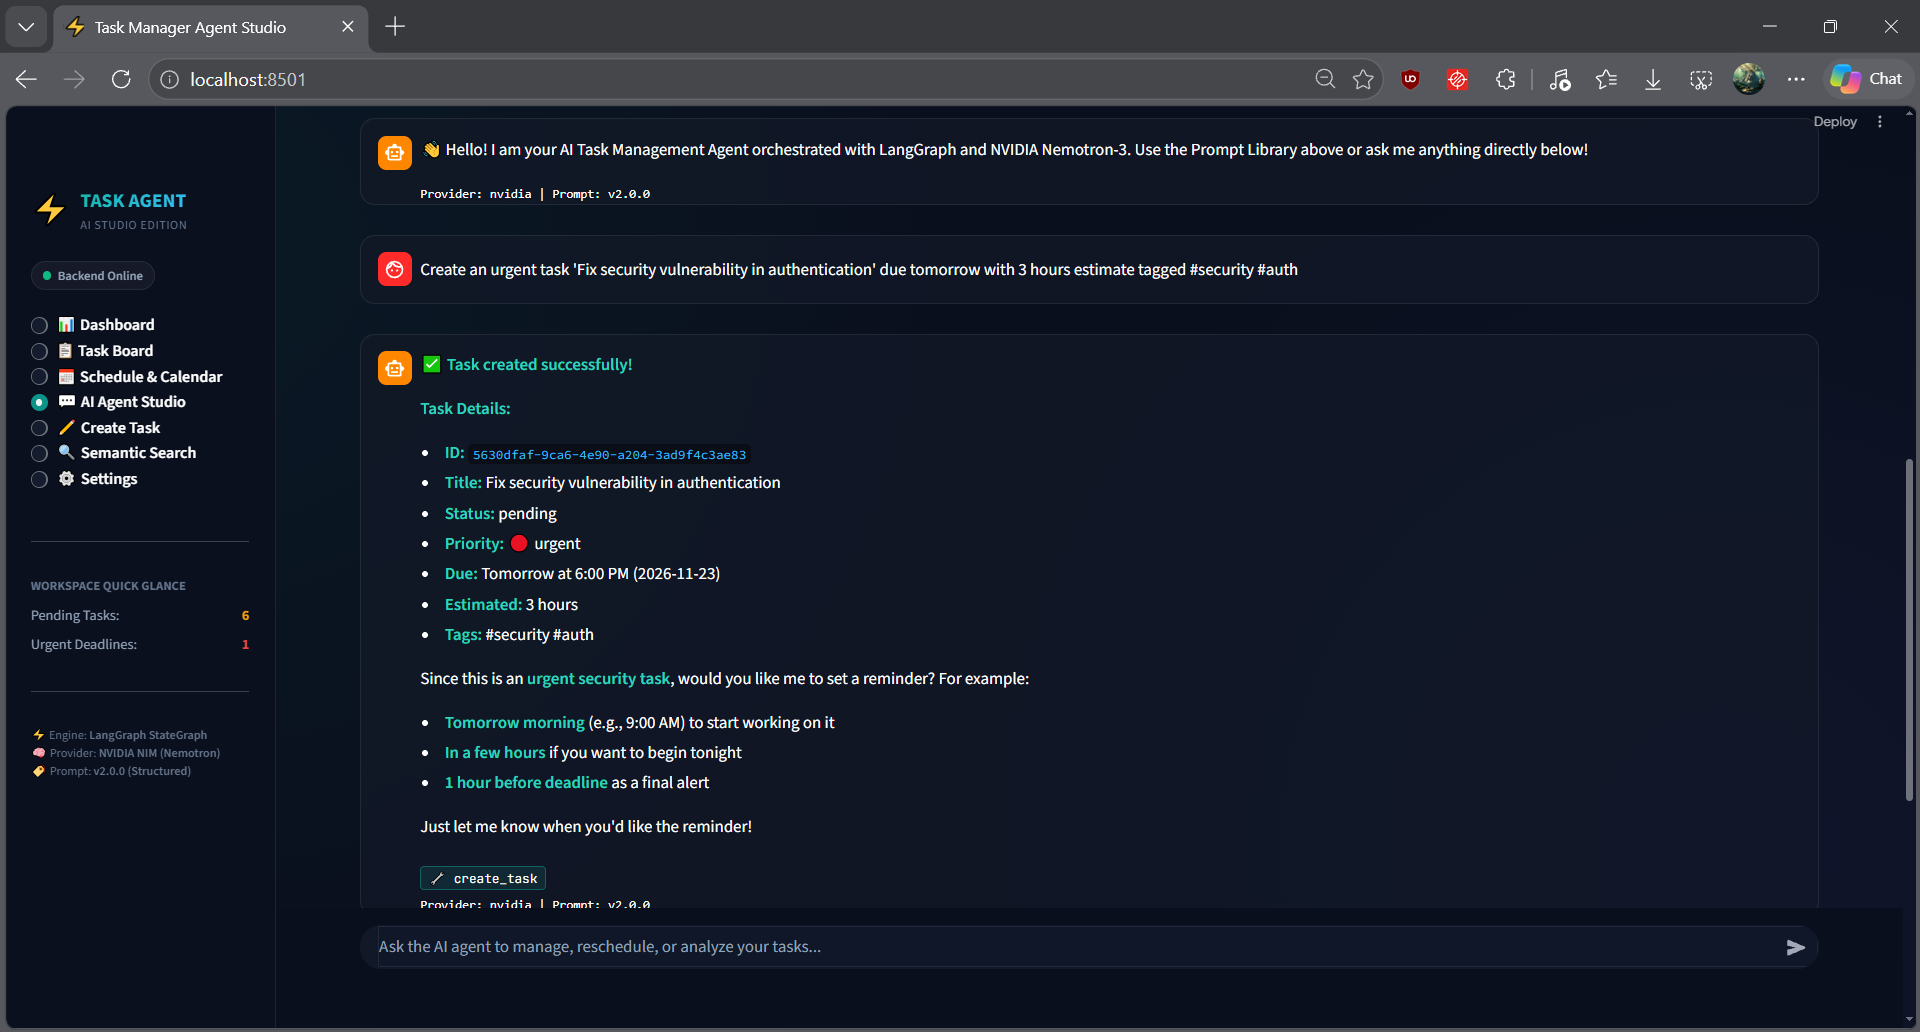 Task Manager Agent Studio
localhost:8501
Chat
Deploy
TASK AGENT
AI STUDIO EDITION
Backend Online
Dashboard
Task Board
Schedule & Calendar
AI Agent Studio
Create Task
Semantic Search
Settings
WORKSPACE QUICK GLANCE
Pending Tasks: 6
Urgent Deadlines: 1
Engine: LangGraph StateGraph
Provider: NVIDIA NIM (Nemotron)
Prompt: v2.0.0 (Structured)
👋 Hello! I am your AI Task Management Agent orchestrated with LangGraph and NVIDIA Nemotron-3. Use the Prompt Library above or ask me anything directly below!
Provider: nvidia | Prompt: v2.0.0
Create an urgent task 'Fix security vulnerability in authentication' due tomorrow with 3 hours estimate tagged #security #auth
✅ Task created successfully!
Task Details:
• ID: 5630dfaf-9ca6-4e90-a204-3ad9f4c3ae83
• Title: Fix security vulnerability in authentication
• Status: pending
• Priority: 🔴 urgent
• Due: Tomorrow at 6:00 PM (2026-11-23)
• Estimated: 3 hours
• Tags: #security #auth
Since this is an urgent security task, would you like me to set a reminder? For example:
• Tomorrow morning (e.g., 9:00 AM) to start working on it
• In a few hours if you want to begin tonight
• 1 hour before deadline as a final alert
Just let me know when you'd like the reminder!
create_task
Provider: nvidia | Prompt: v2.0.0
Ask the AI agent to manage, reschedule, or analyze your tasks...